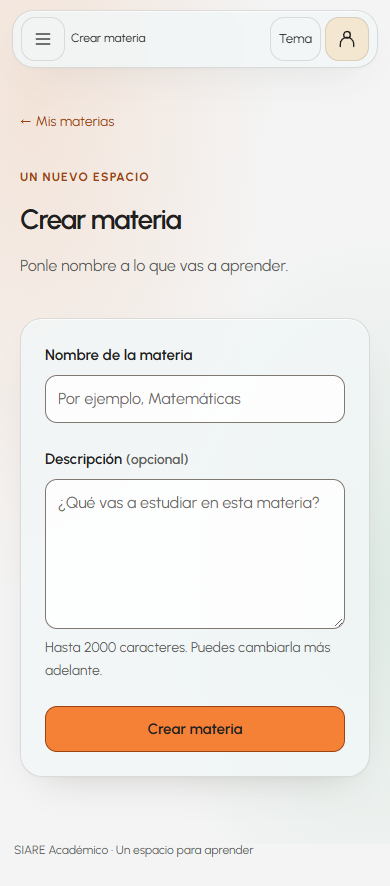 Crear materia
Tema
← Mis materias
UN NUEVO ESPACIO
Crear materia
Ponle nombre a lo que vas a aprender.
Nombre de la materia
Por ejemplo, Matemáticas
Descripción (opcional)
¿Qué vas a estudiar en esta materia?
Hasta 2000 caracteres. Puedes cambiarla más
adelante.
Crear materia
SIARE Académico · Un espacio para aprender